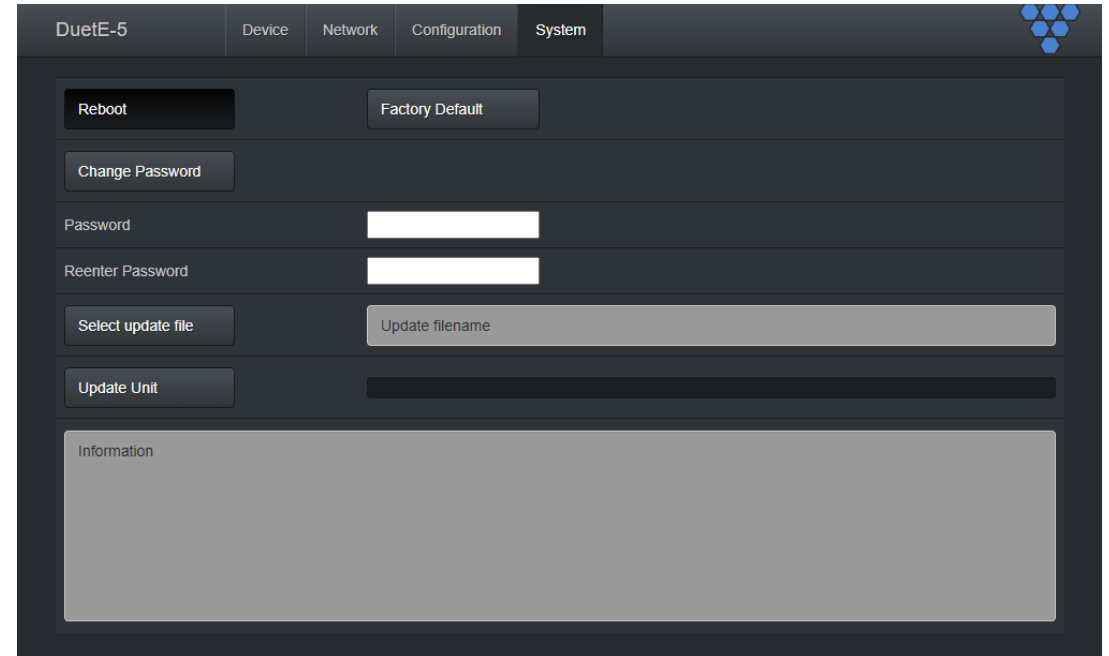 DuetE-5 Device Network Configuration System
Reboot Factory Default
Change Password
Password
Reenter Password
Select update file Update filename
Update Unit
Information